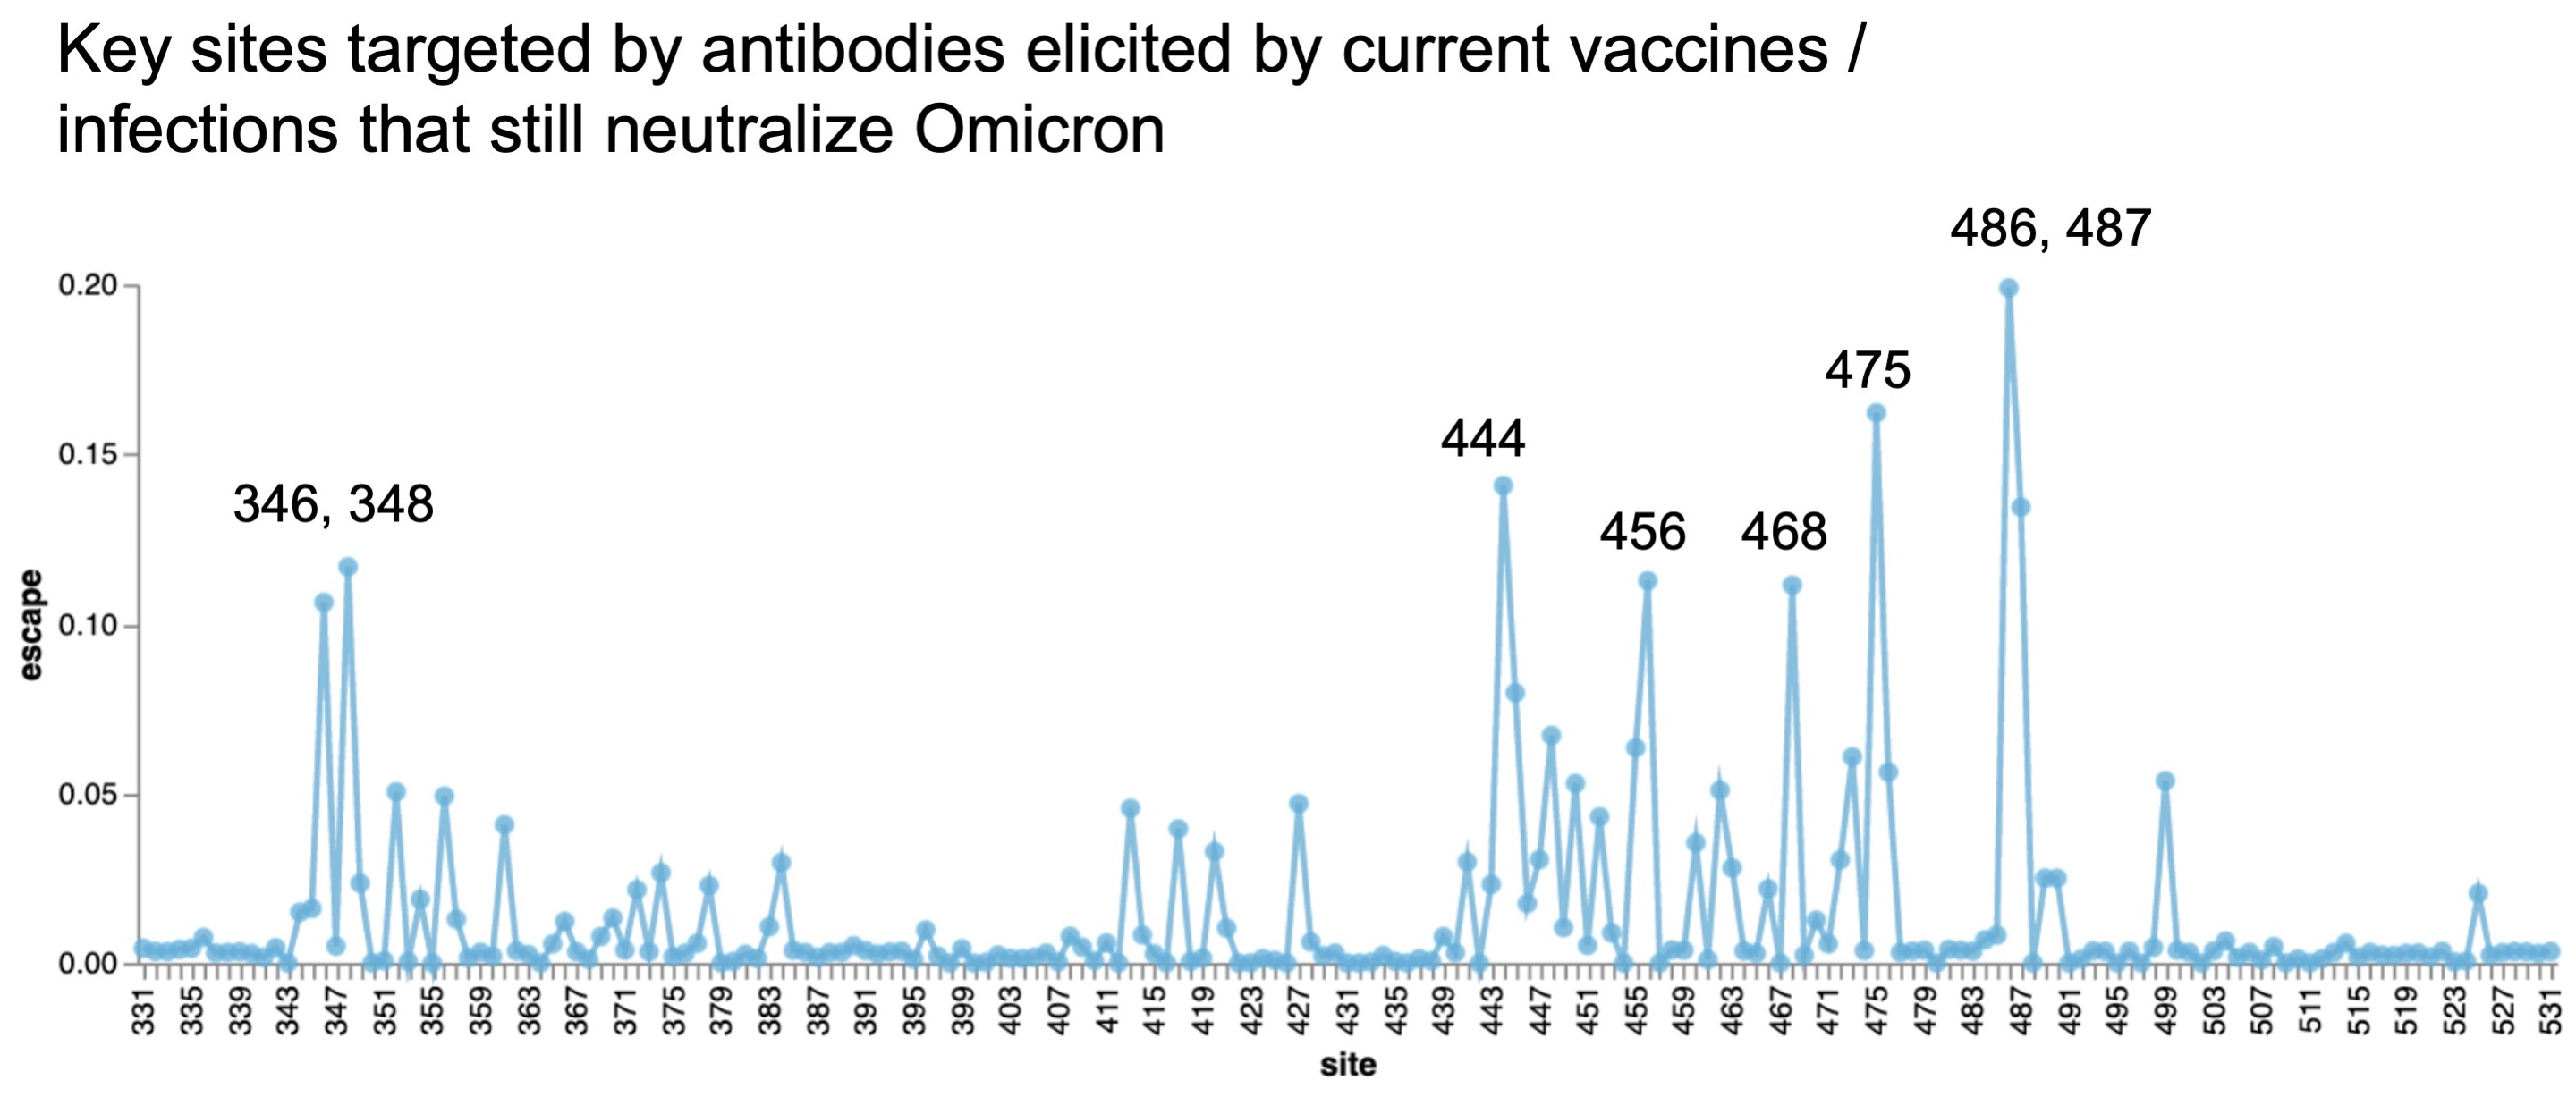 Key sites targeted by antibodies elicited by current vaccines /
infections that still neutralize Omicron
486, 487
475
444
346, 348
456 468
0.20
0.15
0.10
0.05
0.00
escape
331 335 339 343 347 351 355 359 363 367 371 375 379 383 387 391 395 399 403 407 411 415 419 423 427 431 435 439 443 447 451 455 459 463 467 471 475 479 483 487 491 495 499 503 507 511 515 519 523 527 531
site